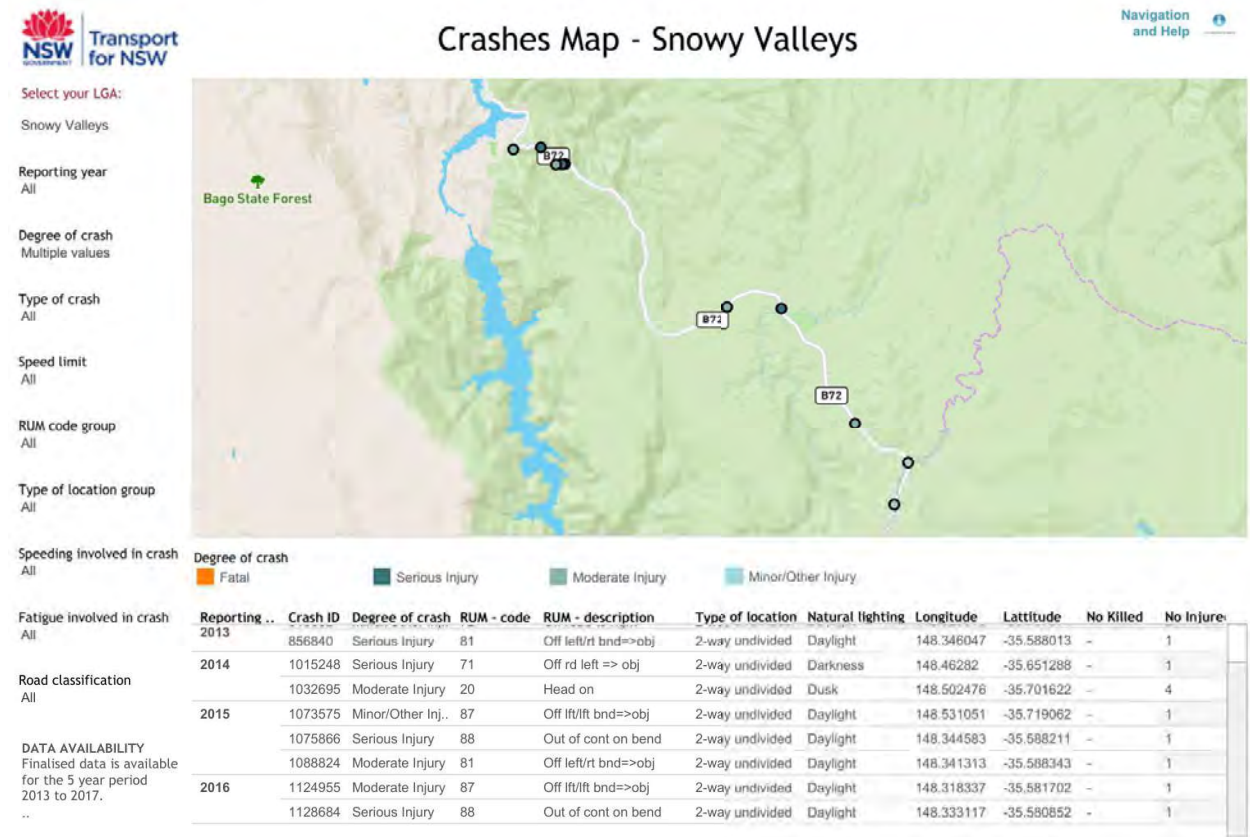 NSW
GOVERNMENT
Transport
for NSW
Crashes Map - Snowy Valleys
Navigation
and Help
Select your LGA:
Snowy Valleys
Reporting year
All
Degree of crash
Multiple values
Type of crash
All
Speed limit
All
RUM code group
All
Type of location group
All
Speeding involved in crash
All
Fatigue involved in crash
All
Road classification
All
DATA AVAILABILITY
Finalised data is available
for the 5 year period
2013 to 2017.
..
Bago State Forest
B72
B72
B72
Degree of crash
Fatal Serious Injury Moderate Injury Minor/Other Injury
Reporting .. Crash ID Degree of crash RUM - code RUM - description Type of location Natural lighting Longitude Lattitude No Killed No Injure
2013 856840 Serious Injury 81 Off left/rt bnd=>obj 2-way undivided Daylight 148.346047 -35.588013 - 1
2014 1015248 Serious Injury 71 Off rd left => obj 2-way undivided Darkness 148.46282 -35.651288 - 1
1032695 Moderate Injury 20 Head on 2-way undivided Dusk 148.502476 -35.701622 - 4
2015 1073575 Minor/Other Inj.. 87 Off lft/lft bnd=>obj 2-way undivided Daylight 148.531051 -35.719062 - 1
1075866 Serious Injury 88 Out of cont on bend 2-way undivided Daylight 148.344583 -35.588211 - 1
1088824 Moderate Injury 81 Off left/rt bnd=>obj 2-way undivided Daylight 148.341313 -35.588343 - 1
2016 1124955 Moderate Injury 87 Off lft/lft bnd=>obj 2-way undivided Daylight 148.318337 -35.581702 - 1
1128684 Serious Injury 88 Out of cont on bend 2-way undivided Daylight 148.333117 -35.580852 - 1